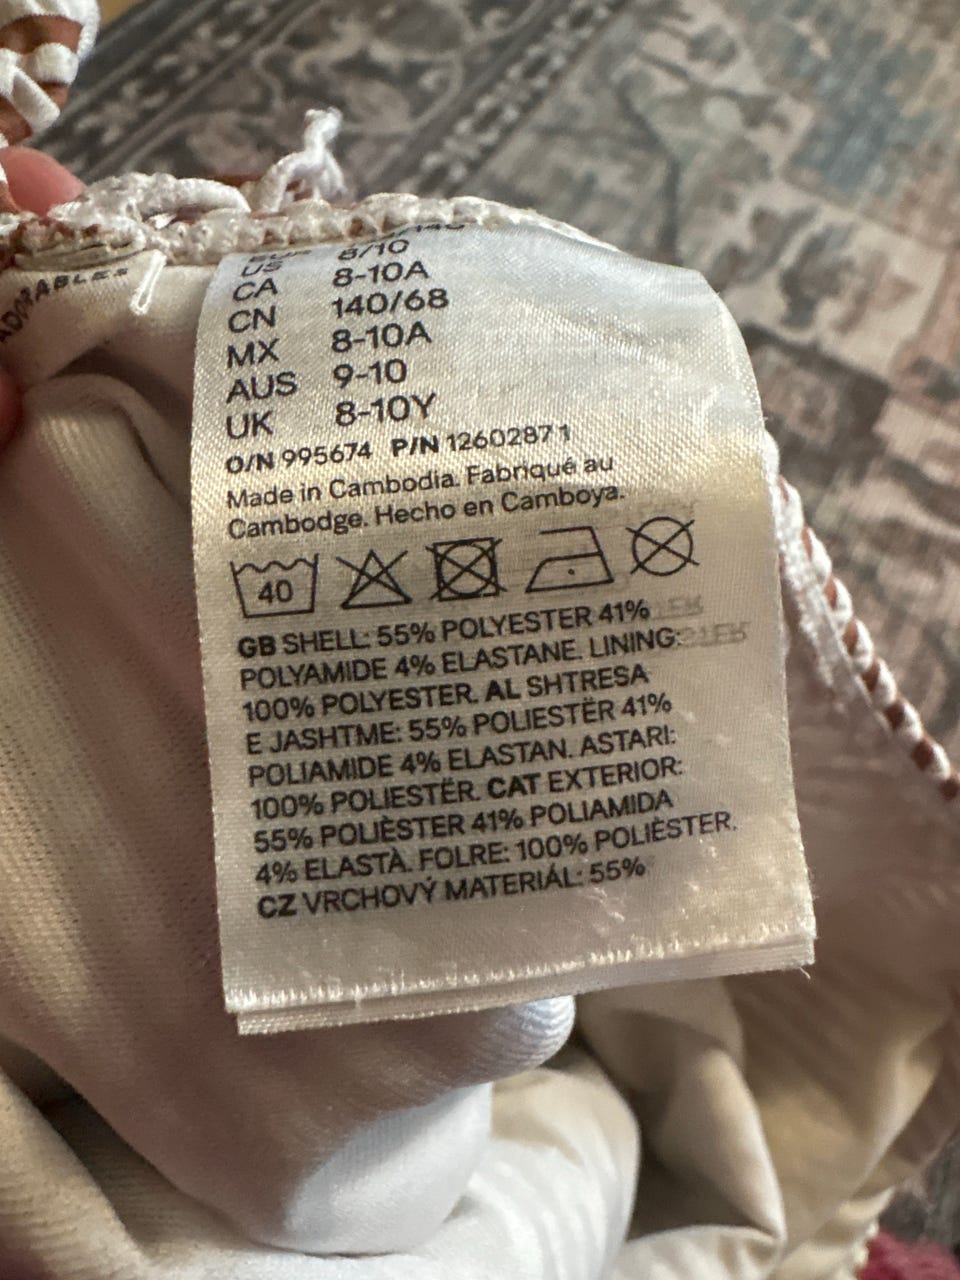 ADORABLES
EUR /140
US 8/10
CA 8-10A
CN 140/68
MX 8-10A
AUS 9-10
UK 8-10Y
O/N 995674 P/N 12602871
Made in Cambodia. Fabriqué au
Cambodge. Hecho en Camboya.
40
GB SHELL: 55% POLYESTER 41%
POLYAMIDE 4% ELASTANE. LINING:
100% POLYESTER. AL SHTRESA
E JASHTME: 55% POLIESTËR 41%
POLIAMIDE 4% ELASTAN. ASTARI:
100% POLIESTËR. CAT EXTERIOR:
55% POLIÈSTER 41% POLIAMIDA
4% ELASTÀ. FOLRE: 100% POLIÈSTER.
CZ VRCHOVÝ MATERIÁL: 55%